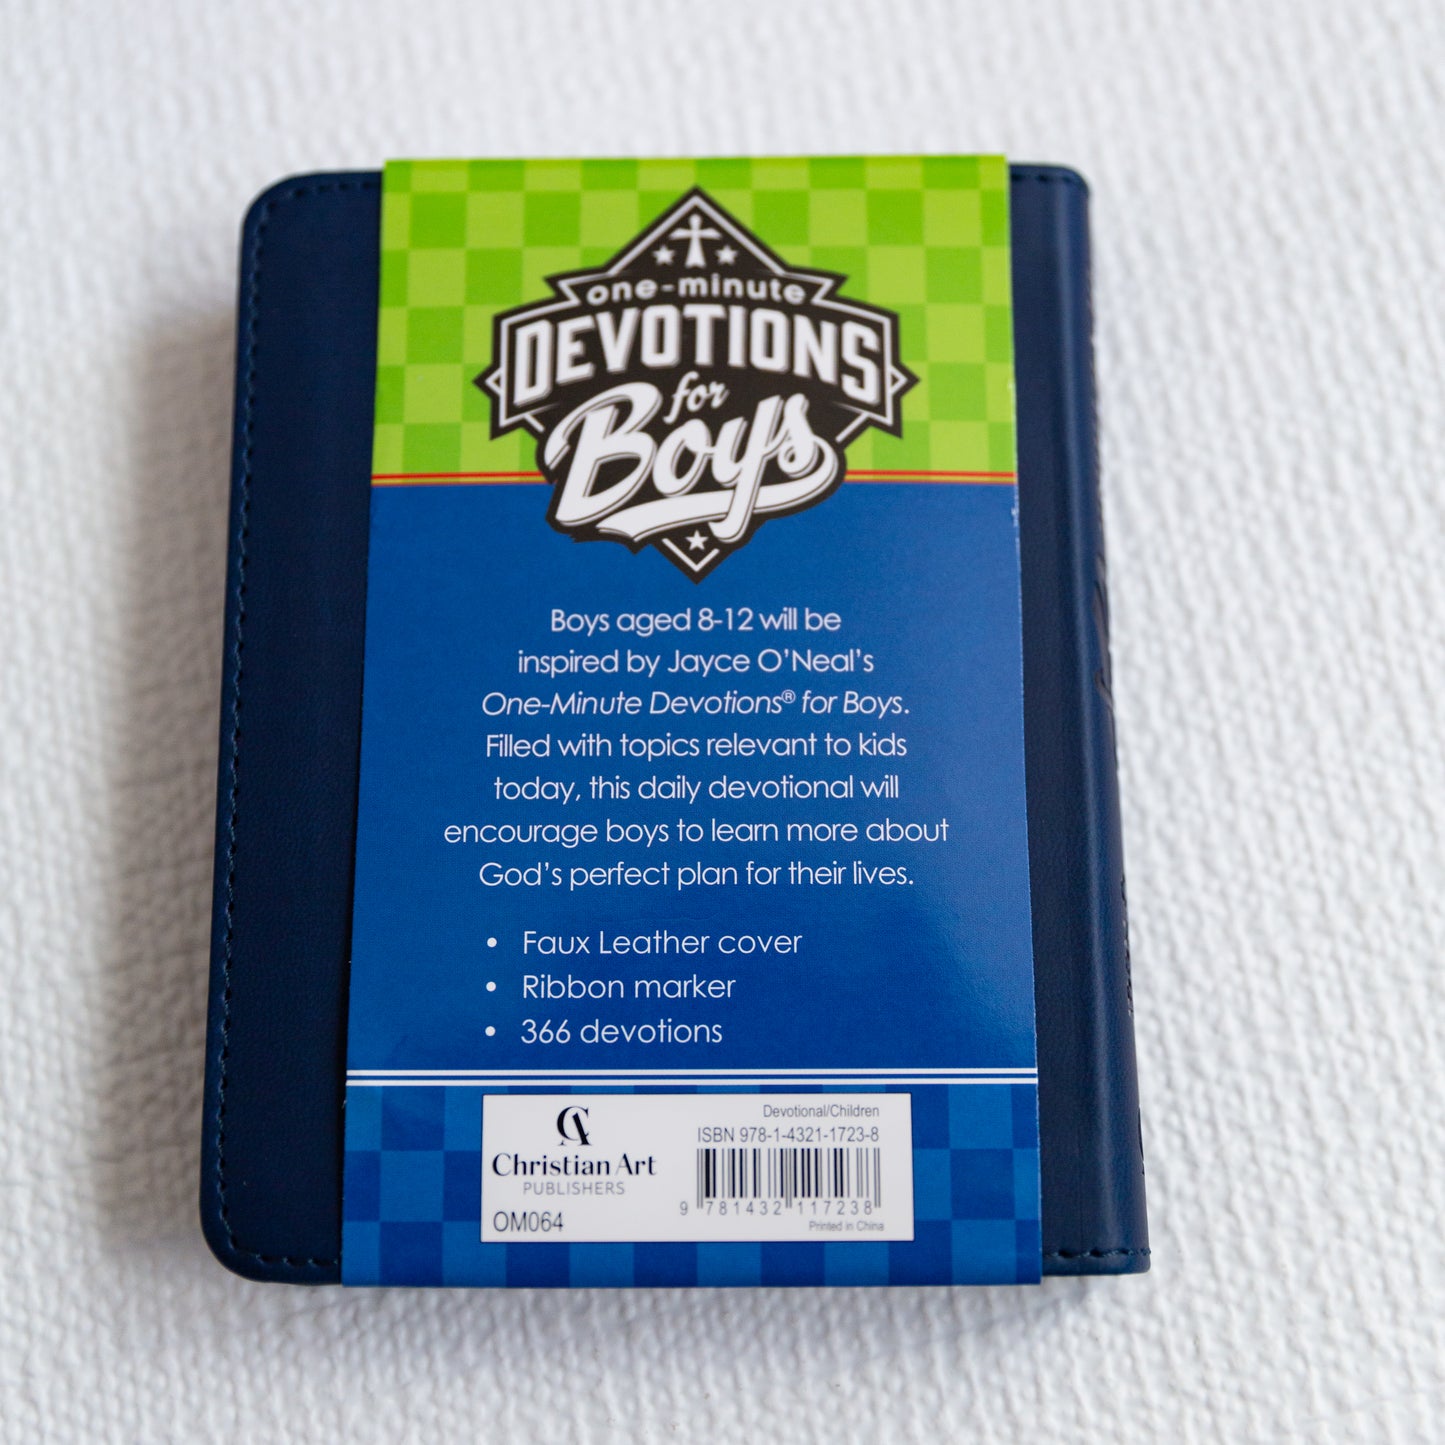 one-minute
DEVOTIONS
for
Boys
Boys aged 8-12 will be
inspired by Jayce O'Neal's
One-Minute Devotions® for Boys.
Filled with topics relevant to kids
today, this daily devotional will
encourage boys to learn more about
God's perfect plan for their lives.
• Faux Leather cover
• Ribbon marker
• 366 devotions
CA
Christian Art
PUBLISHERS
OM064
Devotional/Children
ISBN 978-1-4321-1723-8
9 781432 117238
Printed in China